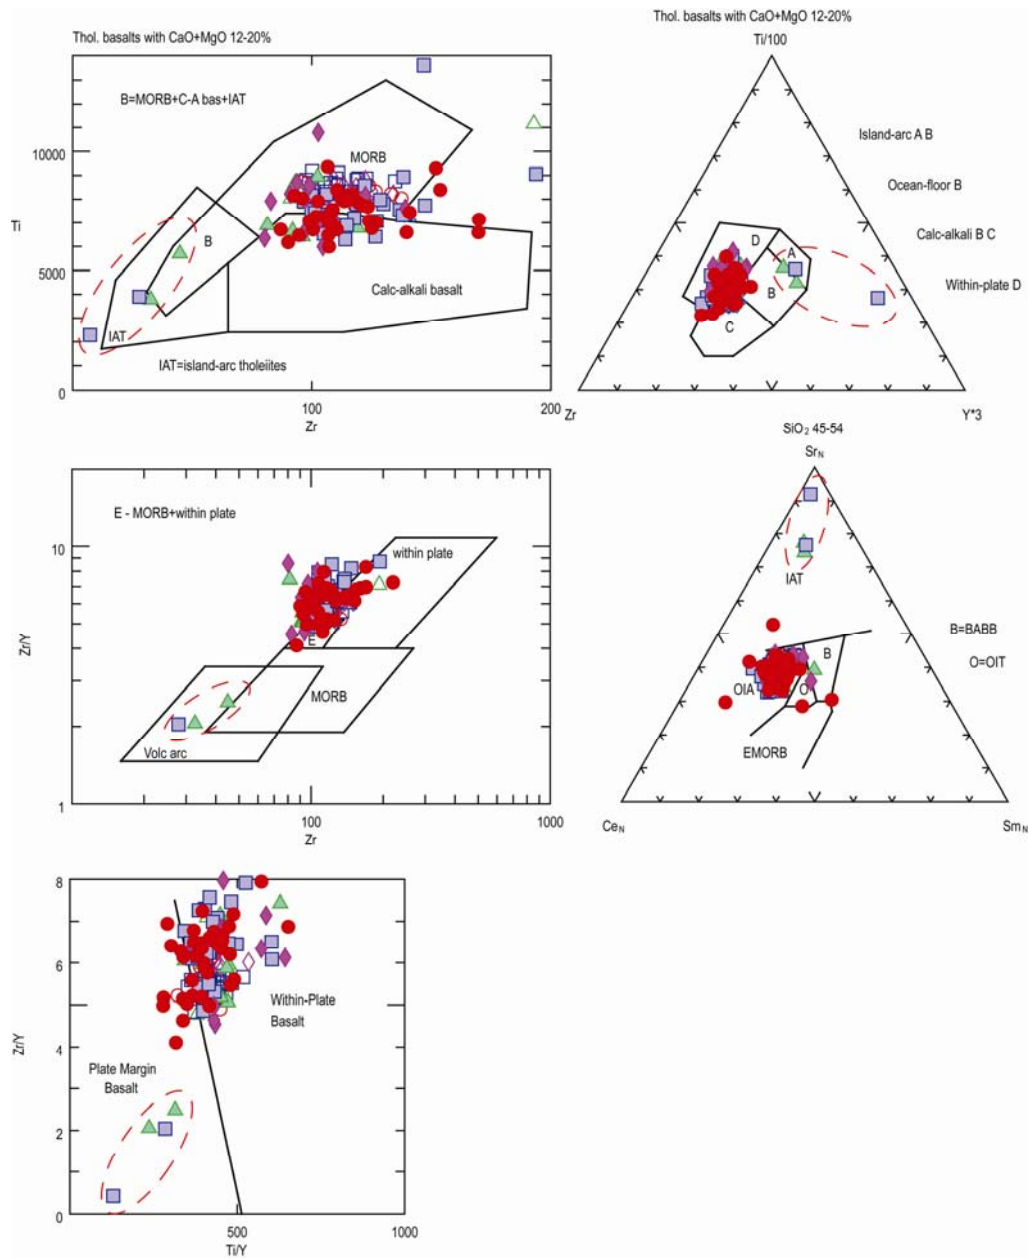 Thol. basalts with CaO+MgO 12-20%
B=MORB+C-A bas+IAT
MORB
10000
Ti
B
5000
Calc-alkali basalt
IAT
IAT=island-arc tholeiites
0
100
200
Zr
Thol. basalts with CaO+MgO 12-20%
Ti/100
Island-arc A B
Ocean-floor B
Calc-alkali B C
Within-plate D
D
A
B
C
Zr
Y*3
E - MORB+within plate
10
within plate
Zr/Y
E
MORB
Volc arc
1
100
1000
Zr
SiO2 45-54
SrN
IAT
B=BABB
O=OIT
B
OIA
O
EMORB
CeN
SmN
8
6
Within-Plate
Basalt
Zr/Y
4
Plate Margin
Basalt
2
0
500
1000
Ti/Y